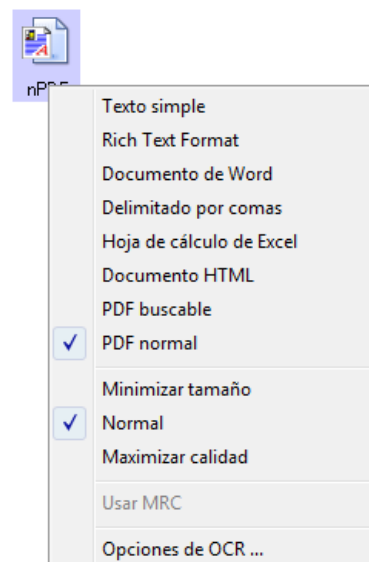 Texto simple
Rich Text Format
Documento de Word
Delimitado por comas
Hoja de cálculo de Excel
Documento HTML
PDF buscable
PDF normal
Minimizar tamaño
Normal
Maximizar calidad
Usar MRC
Opciones de OCR ...